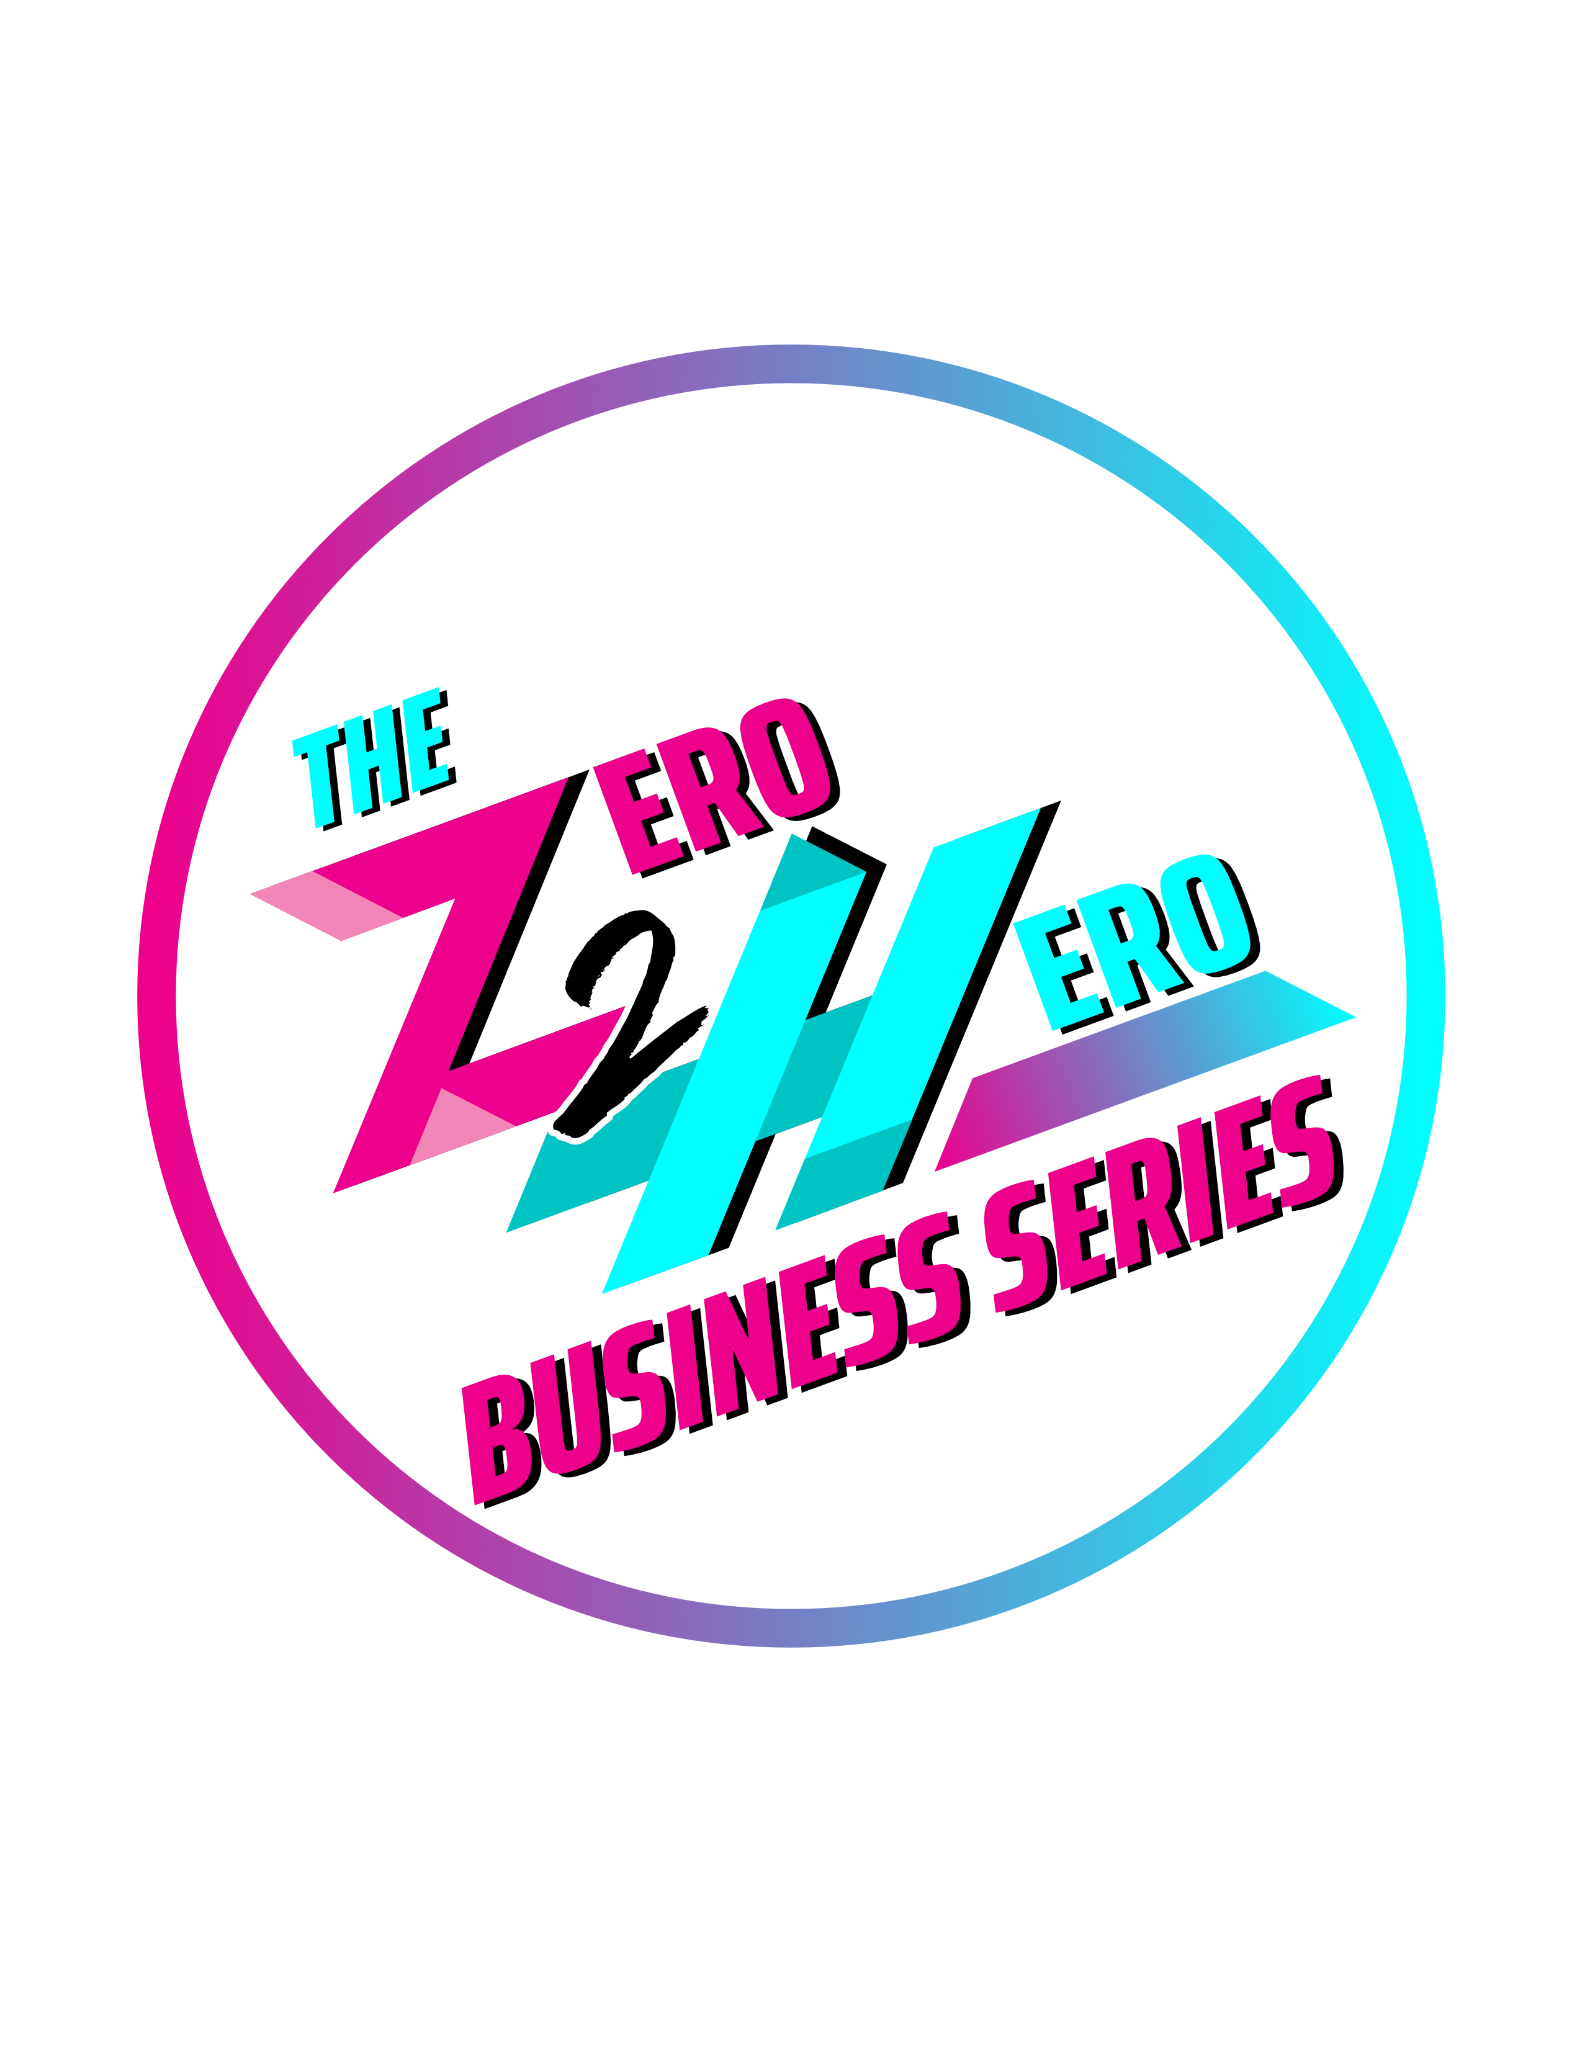 THE
ZERO
2
HERO
BUSINESS SERIES